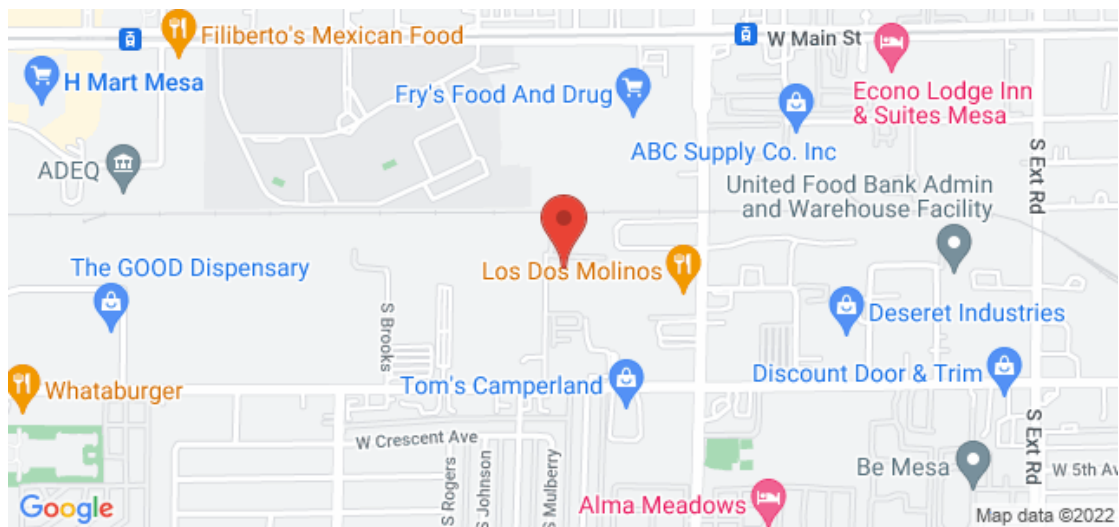 Filiberto's Mexican Food
W Main St
H Mart Mesa
Fry's Food And Drug
Econo Lodge Inn
& Suites Mesa
ABC Supply Co. Inc
ADEQ
S Ext Rd
United Food Bank Admin
and Warehouse Facility
The GOOD Dispensary
Los Dos Molinos
S Brooks
Deseret Industries
Whataburger
Tom's Camperland
Discount Door & Trim
W Crescent Ave
S Rogers
S Johnson
S Mulberry
S Ext Rd
Be Mesa
W 5th Av
Alma Meadows
Google
Map data ©2022